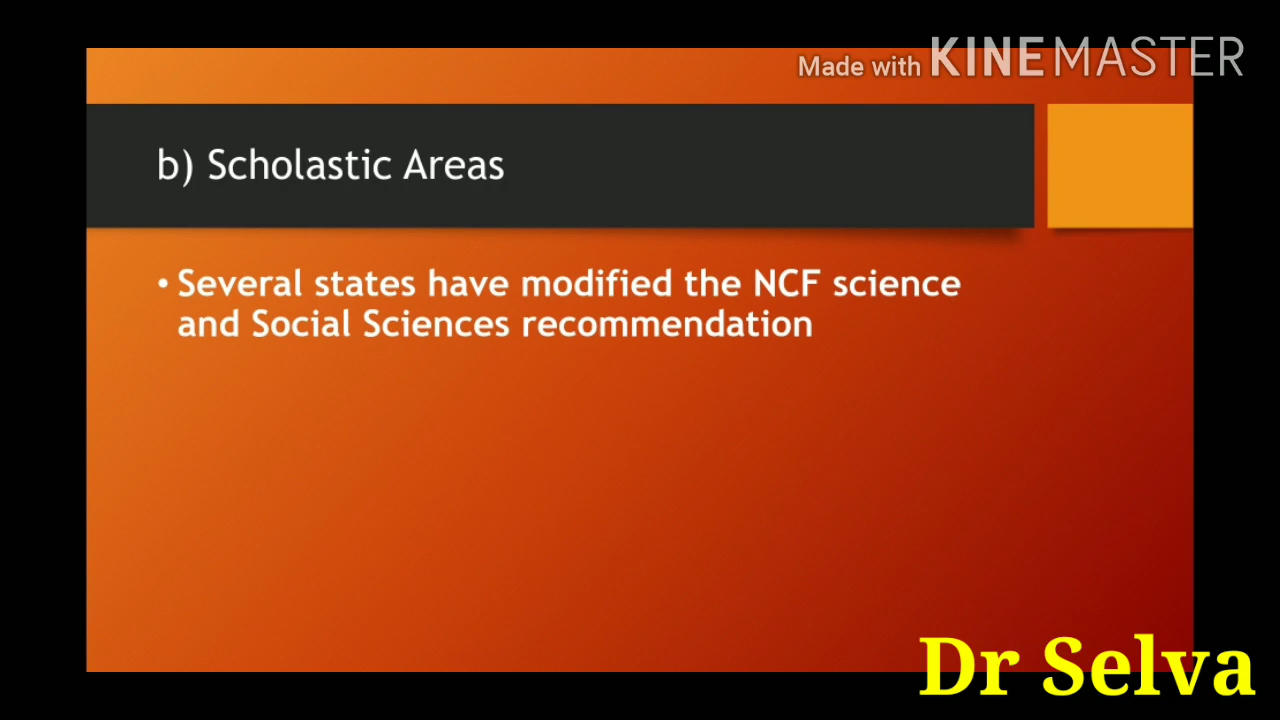 Made with KINEMASTER
b) Scholastic Areas
• Several states have modified the NCF science
and Social Sciences recommendation
Dr Selva